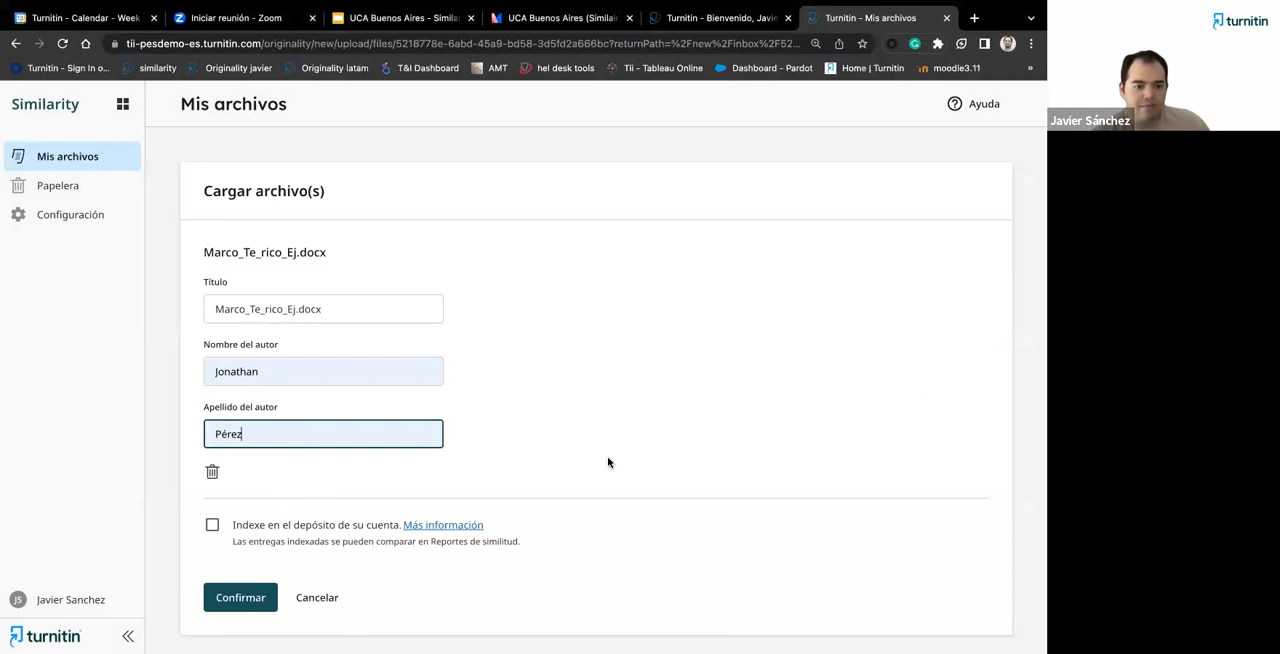 Turnitin - Calendar - Week
Iniciar reunión - Zoom
UCA Buenos Aires - Simila
UCA Buenos Aires (Simila
Turnitin - Bienvenido, Javie
Turnitin - Mis archivos
turnitin
tii-pesdemo-es.turnitin.com/originality/new/upload/files/5218778e-6abd-45a9-bd58-3d5fd2a666bc?returnPath=%2Fnew%2Finbox%2F52...
Turnitin - Sign In o...
similarity
Originality javier
Originality latam
T&I Dashboard
AMT
hel desk tools
Tii - Tableau Online
Dashboard - Pardot
Home | Turnitin
moodle3.11
»
Similarity
Mis archivos
Ayuda
Javier Sánchez
Mis archivos
Papelera
Configuración
Cargar archivo(s)
Marco_Te_rico_Ej.docx
Título
Marco_Te_rico_Ej.docx
Nombre del autor
Jonathan
Apellido del autor
Pérez
Indexe en el depósito de su cuenta. Más información
Las entregas indexadas se pueden comparar en Reportes de similitud.
Confirmar
Cancelar
JS
Javier Sanchez
turnitin